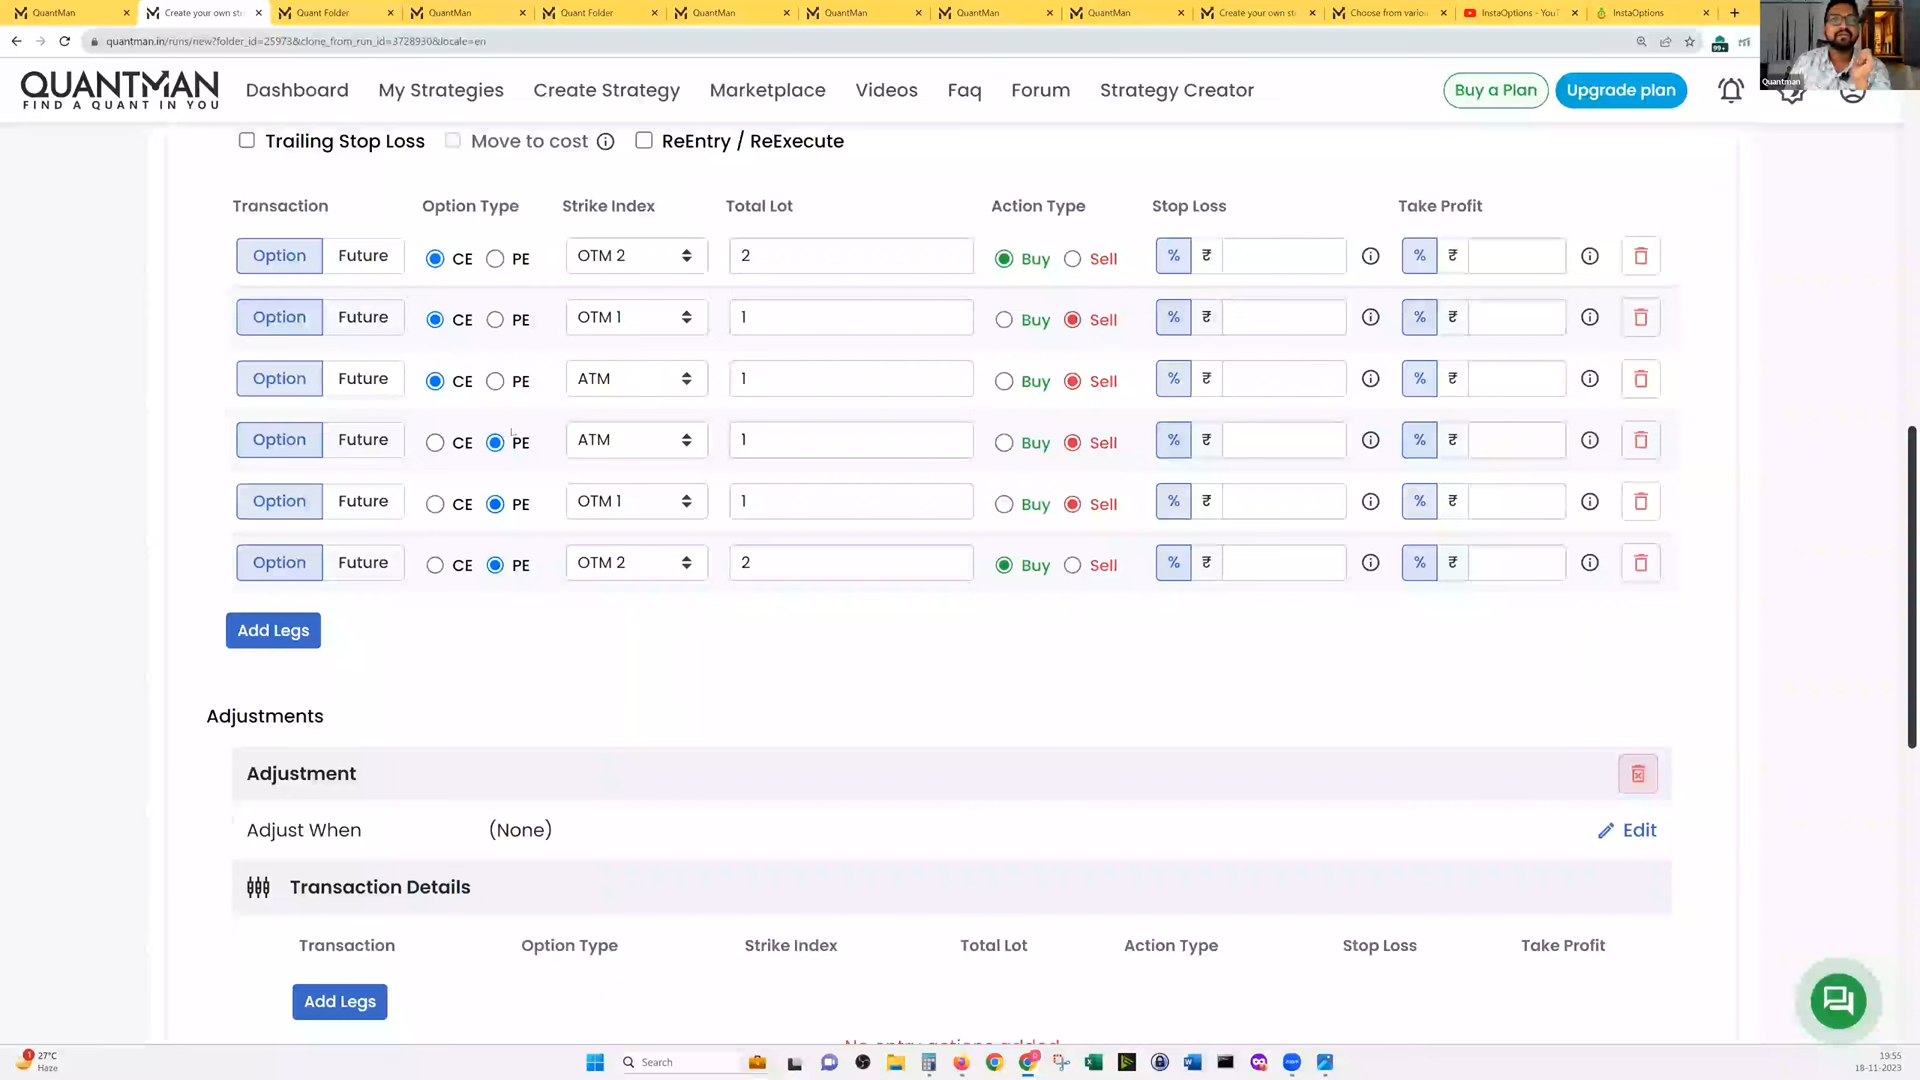 QuantMan
Create your own st
Quant Folder
QuantMan
Quant Folder
QuantMan
QuantMan
QuantMan
QuantMan
Create your own st
Choose from variou
InstaOptions - YouT
InstaOptions
quantman.in/runs/new?folder_id=25973&clone_from_run_id=3728930&locale=en
99+
Quantman
QUANTMAN
FIND A QUANT IN YOU
Dashboard My Strategies Create Strategy Marketplace Videos Faq Forum Strategy Creator
Buy a Plan Upgrade plan
Trailing Stop Loss Move to cost ReEntry / ReExecute
Transaction Option Type Strike Index Total Lot Action Type Stop Loss Take Profit
Option Future CE PE OTM 2 2 Buy Sell % ₹ % ₹
Option Future CE PE OTM 1 1 Buy Sell % ₹ % ₹
Option Future CE PE ATM 1 Buy Sell % ₹ % ₹
Option Future CE PE ATM 1 Buy Sell % ₹ % ₹
Option Future CE PE OTM 1 1 Buy Sell % ₹ % ₹
Option Future CE PE OTM 2 2 Buy Sell % ₹ % ₹
Add Legs
Adjustments
Adjustment
Adjust When (None) Edit
Transaction Details
Transaction Option Type Strike Index Total Lot Action Type Stop Loss Take Profit
Add Legs
No entry actions added
1 27°C
Haze
Search
19:55
18-11-2023